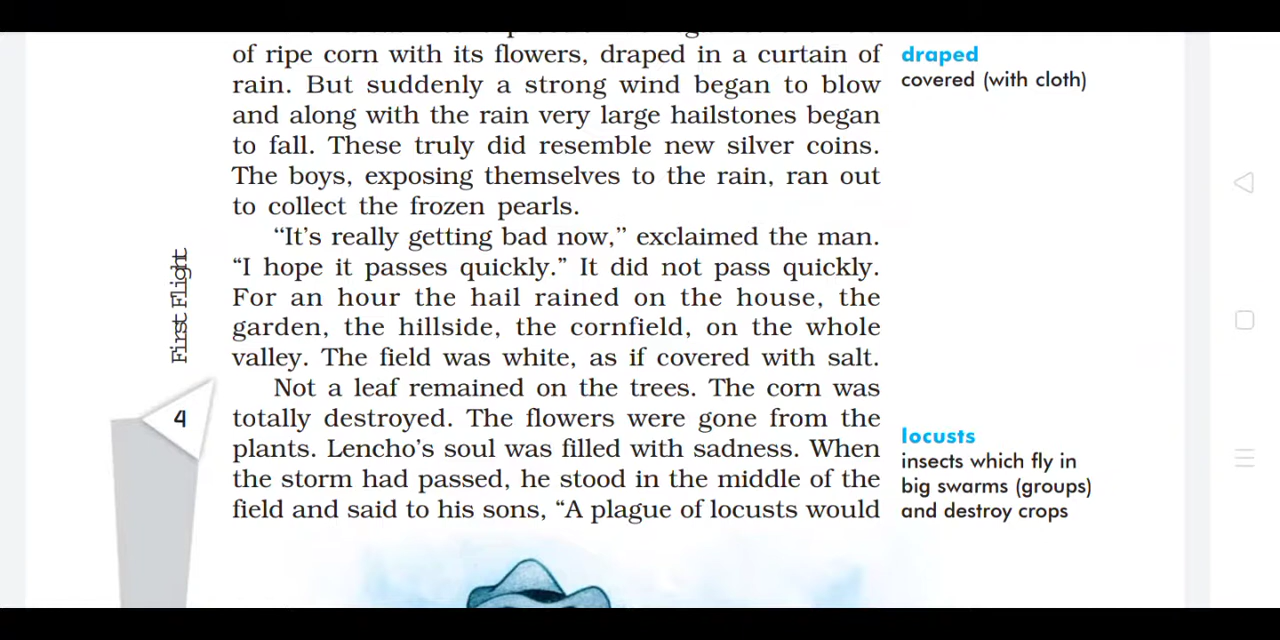 of ripe corn with its flowers, draped in a curtain of
rain. But suddenly a strong wind began to blow
and along with the rain very large hailstones began
to fall. These truly did resemble new silver coins.
The boys, exposing themselves to the rain, ran out
to collect the frozen pearls.
“It’s really getting bad now,” exclaimed the man.
“I hope it passes quickly.” It did not pass quickly.
For an hour the hail rained on the house, the
garden, the hillside, the cornfield, on the whole
valley. The field was white, as if covered with salt.
Not a leaf remained on the trees. The corn was
totally destroyed. The flowers were gone from the
plants. Lencho’s soul was filled with sadness. When
the storm had passed, he stood in the middle of the
field and said to his sons, “A plague of locusts would
draped
covered (with cloth)
locusts
insects which fly in
big swarms (groups)
and destroy crops
First Flight
4